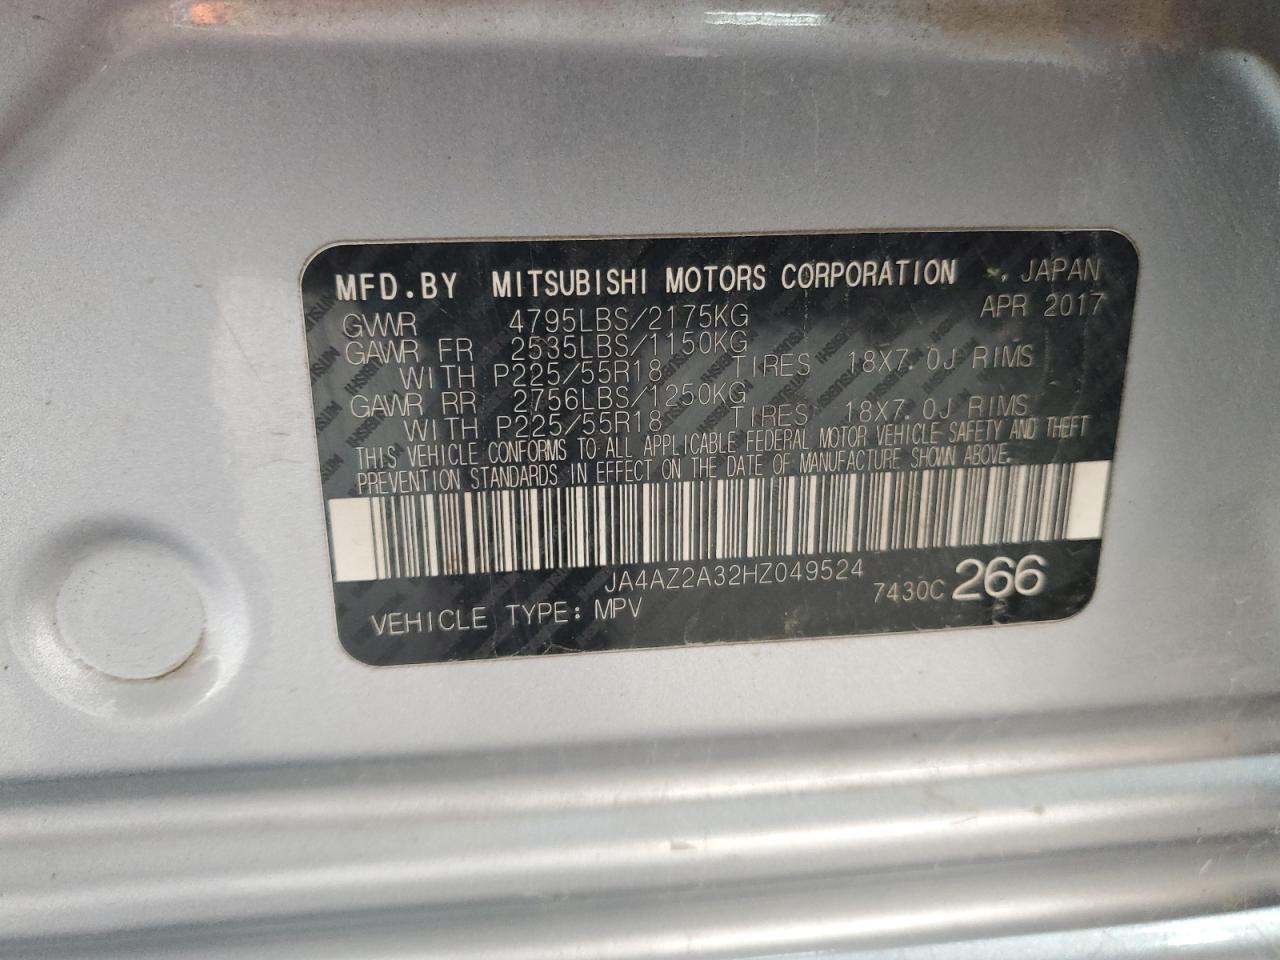 MFD.BY MITSUBISHI MOTORS CORPORATION JAPAN
APR 2017
GVWR 4795LBS/2175KG
GAWR FR 2535LBS/1150KG
WITH P225/55R18 TIRES 18X7.0J RIMS
GAWR RR 2756LBS/1250KG
WITH P225/55R18 TIRES 18X7.0J RIMS
THIS VEHICLE CONFORMS TO ALL APPLICABLE FEDERAL MOTOR VEHICLE SAFETY AND THEFT
PREVENTION STANDARDS IN EFFECT ON THE DATE OF MANUFACTURE SHOWN ABOVE.
JA4AZ2A32HZ049524
7430C 266
VEHICLE TYPE: MPV